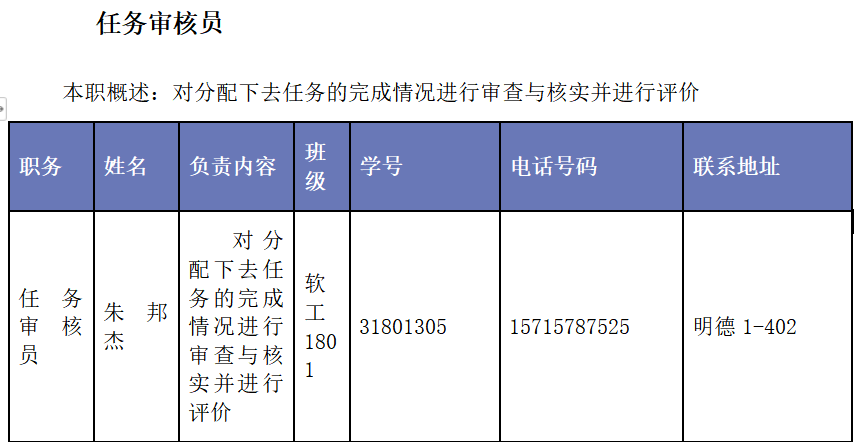 任务审核员
本职概述：对分配下去任务的完成情况进行审查与核实并进行评价
职务 姓名 负责内容 班 学号 电话号码 联系地址
级
任务
审核
员
朱邦
杰
对分
配下去任
务的完成
情况进行
审查与核
实并进行
评价
软
工
180
1
31801305
15715787525
明德 1-402